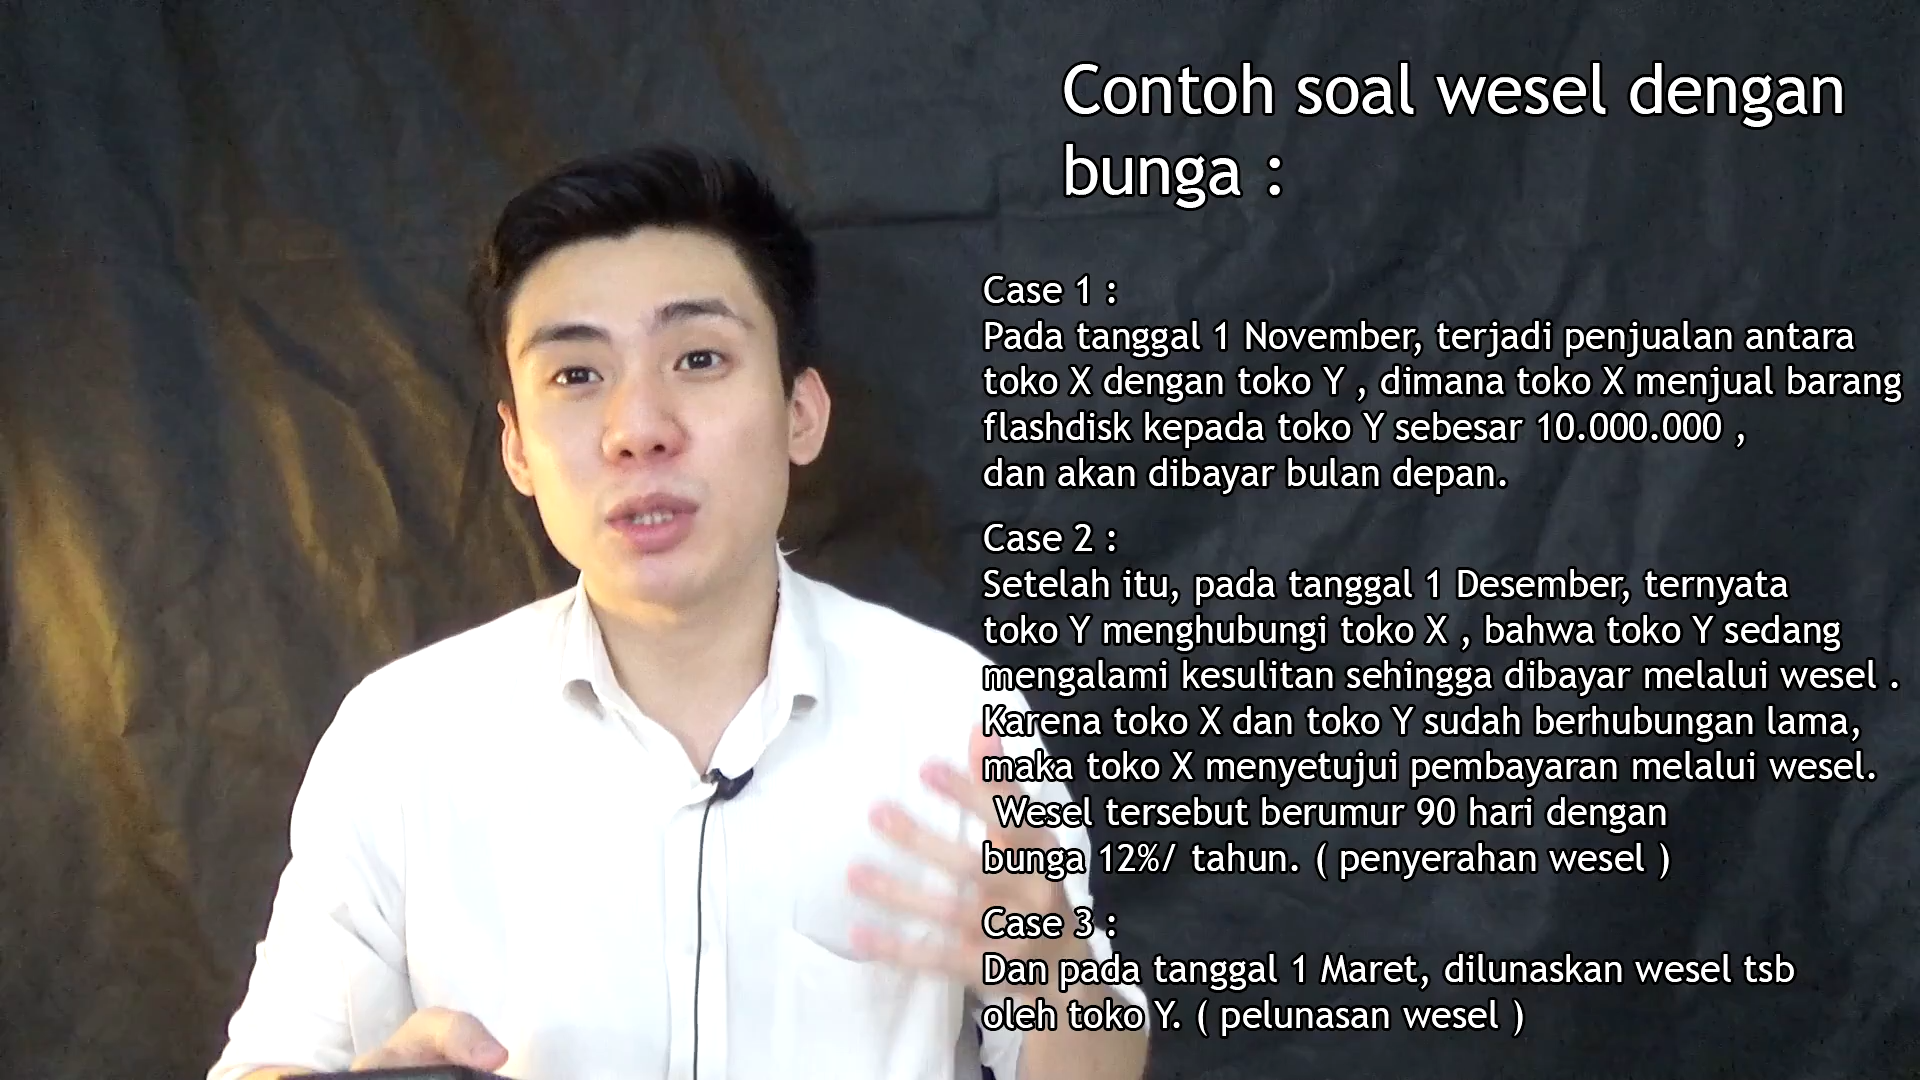 Contoh soal wesel dengan
bunga :
Case 1 :
Pada tanggal 1 November, terjadi penjualan antara
toko X dengan toko Y , dimana toko X menjual barang
flashdisk kepada toko Y sebesar 10.000.000 ,
dan akan dibayar bulan depan.
Case 2 :
Setelah itu, pada tanggal 1 Desember, ternyata
toko Y menghubungi toko X , bahwa toko Y sedang
mengalami kesulitan sehingga dibayar melalui wesel .
Karena toko X dan toko Y sudah berhubungan lama,
maka toko X menyetujui pembayaran melalui wesel.
Wesel tersebut berumur 90 hari dengan
bunga 12%/ tahun. ( penyerahan wesel )
Case 3 :
Dan pada tanggal 1 Maret, dilunaskan wesel tsb
oleh toko Y. ( pelunasan wesel )